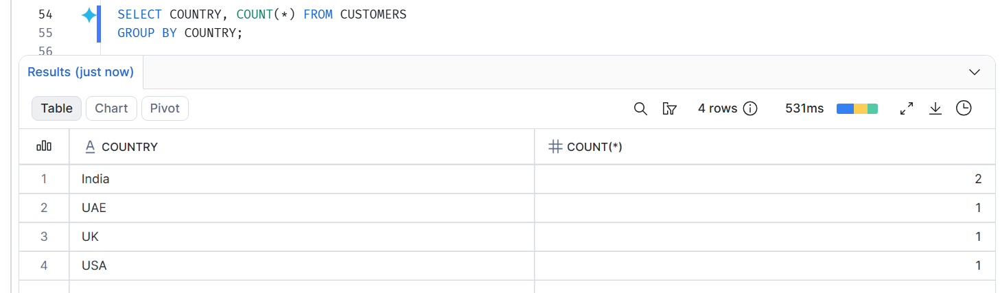 54 SELECT COUNTRY, COUNT(*) FROM CUSTOMERS
55 GROUP BY COUNTRY;
56
Results (just now)
Table Chart Pivot 4 rows 531ms
A COUNTRY # COUNT(*)
1 India 2
2 UAE 1
3 UK 1
4 USA 1